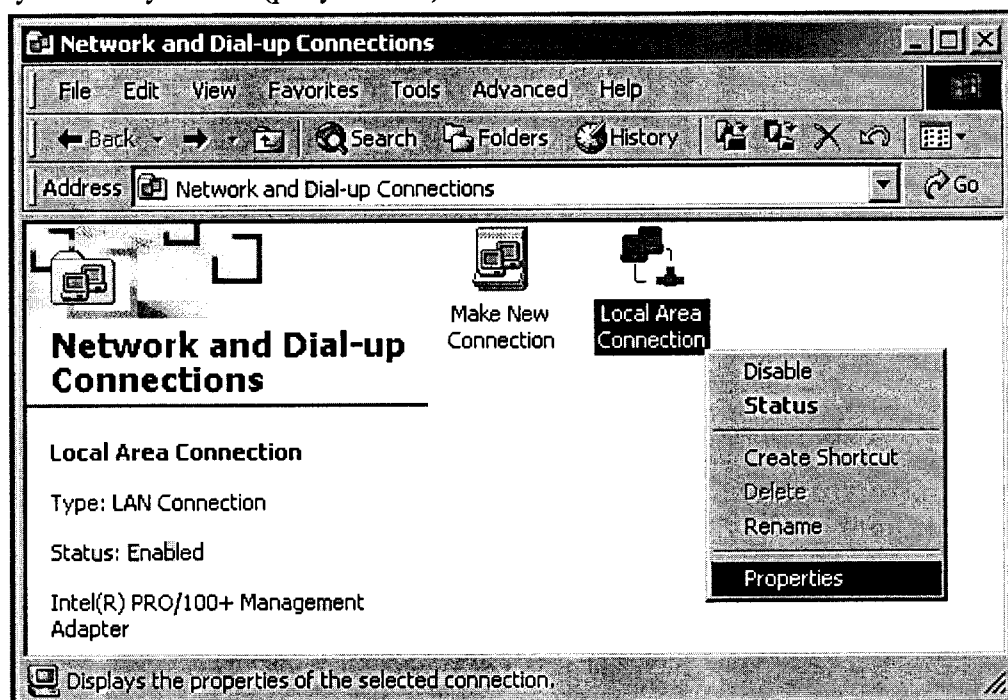 Network and Dial-up Connections
File Edit View Favorites Tools Advanced Help
Back Search Folders History
Address Network and Dial-up Connections Go
Make New
Connection
Local Area
Connection
Network and Dial-up
Connections
Local Area Connection
Type: LAN Connection
Status: Enabled
Intel(R) PRO/100+ Management
Adapter
Disable
Status
Create Shortcut
Delete
Rename
Properties
Displays the properties of the selected connection.